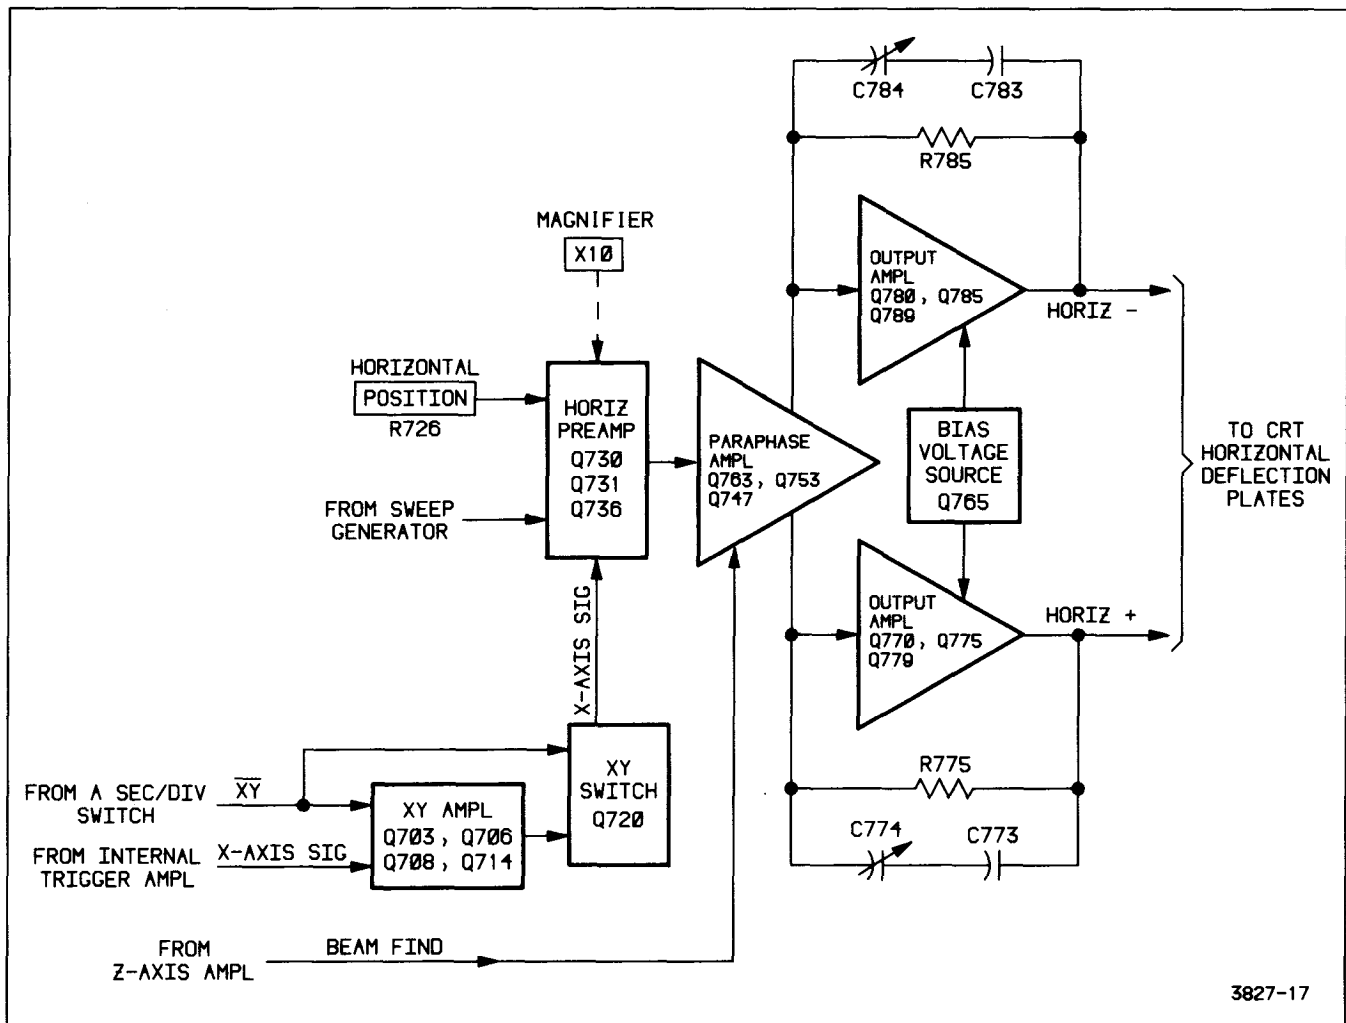 C784
C783
R785
MAGNIFIER
X10
OUTPUT
AMPL
Q780, Q785
Q789
HORIZ -
HORIZONTAL
POSITION
R726
HORIZ
PREAMP
Q730
Q731
Q736
PARAPHASE
AMPL
Q763, Q753
Q747
BIAS
VOLTAGE
SOURCE
Q765
TO CRT
HORIZONTAL
DEFLECTION
PLATES
FROM SWEEP
GENERATOR
X-AXIS SIG
OUTPUT
AMPL
Q770, Q775
Q779
HORIZ +
FROM A SEC/DIV
SWITCH
X̅Y̅
XY AMPL
Q703, Q706
Q708, Q714
XY
SWITCH
Q720
FROM INTERNAL
TRIGGER AMPL
X-AXIS SIG
R775
C774
C773
FROM
Z-AXIS AMPL
BEAM FIND
3827-17